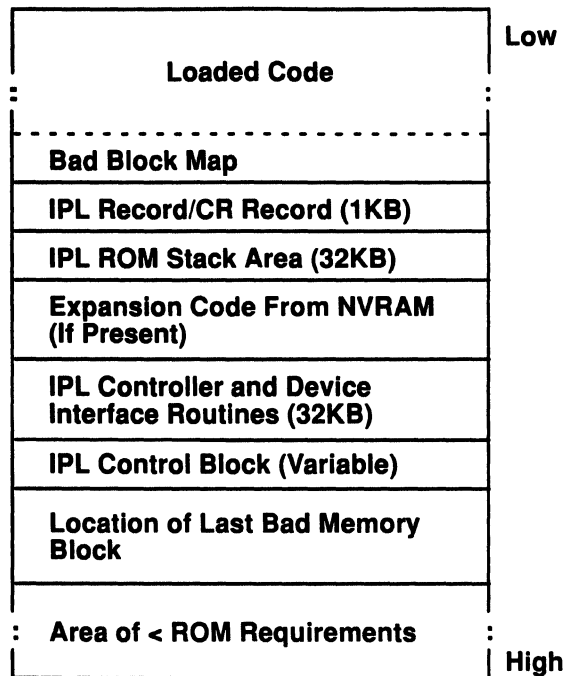 Low
Loaded Code
Bad Block Map
IPL Record/CR Record (1KB)
IPL ROM Stack Area (32KB)
Expansion Code From NVRAM
(If Present)
IPL Controller and Device
Interface Routines (32KB)
IPL Control Block (Variable)
Location of Last Bad Memory
Block
Area of < ROM Requirements
High